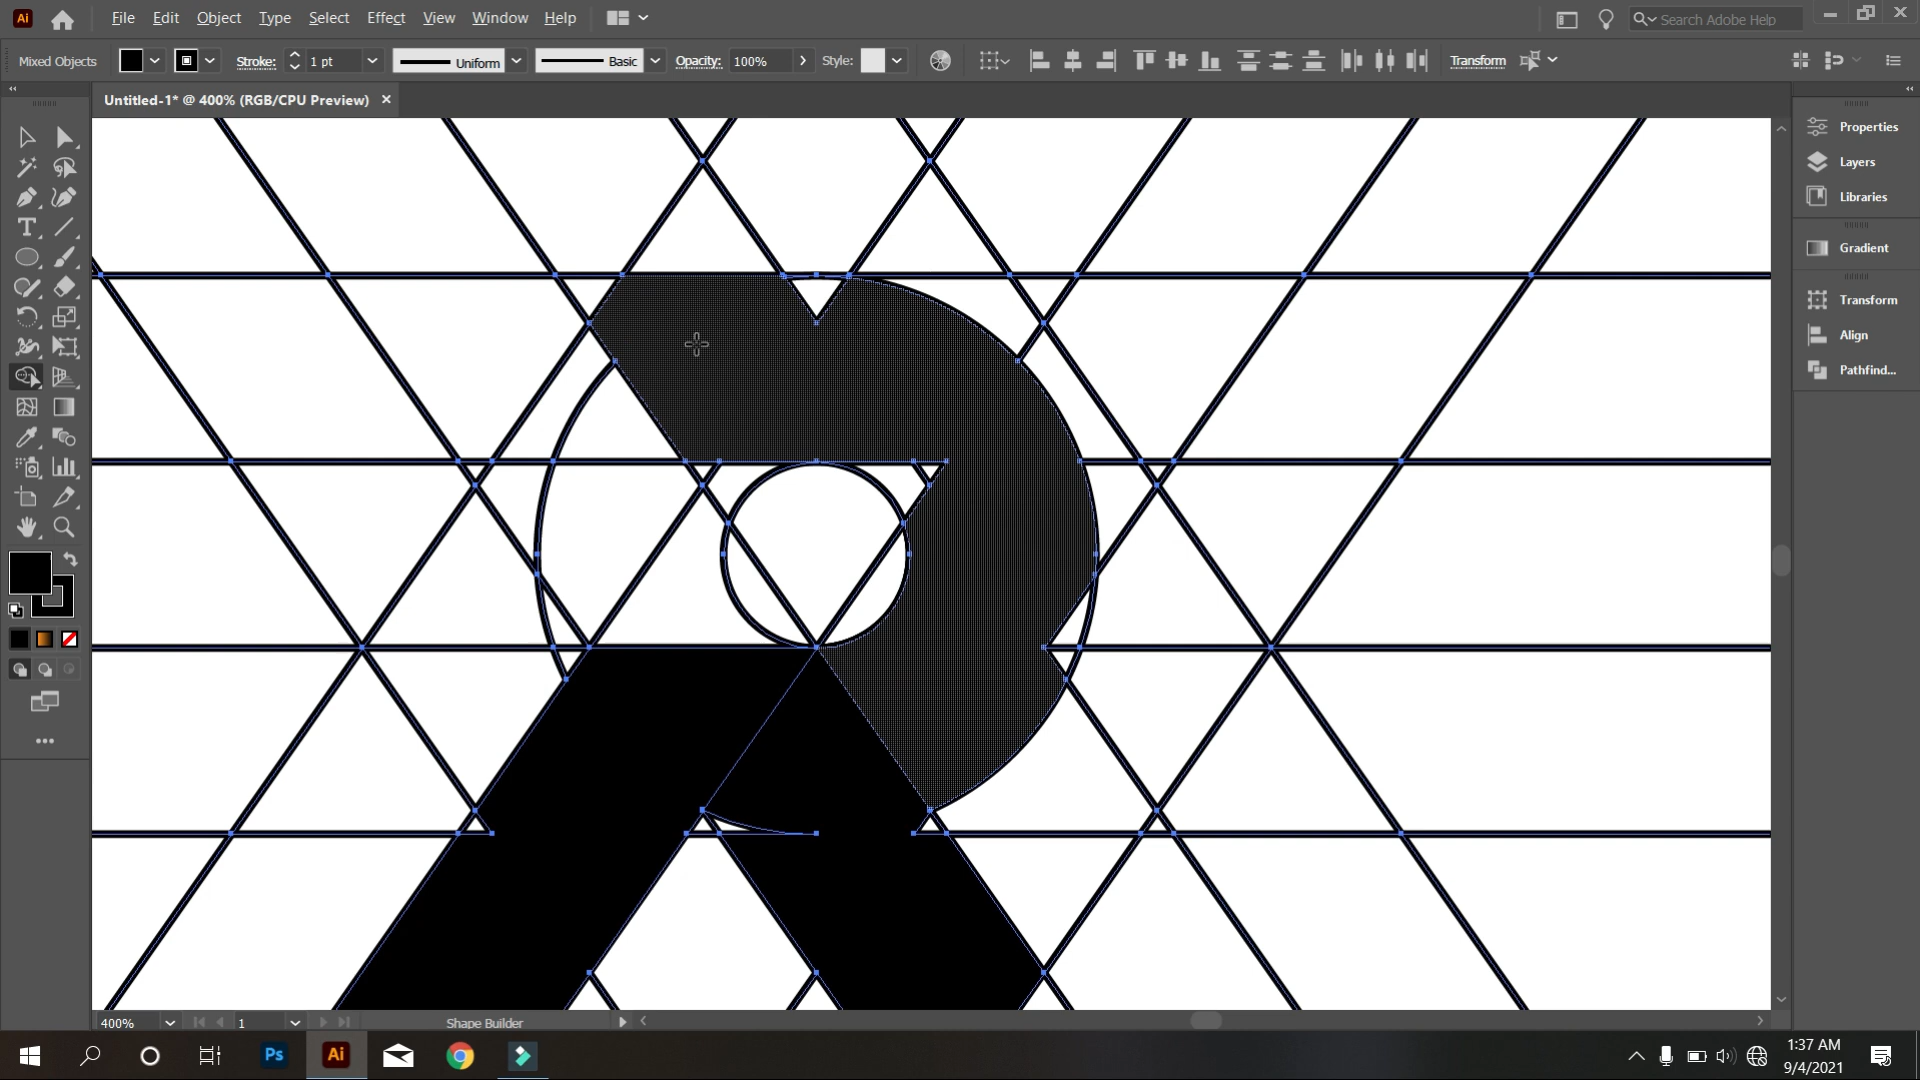 Ai File Edit Object Type Select Effect View Window Help Search Adobe Help
Mixed Objects Stroke: 1 pt Uniform Basic Opacity: 100% Style: Transform
Untitled-1* @ 400% (RGB/CPU Preview) ×
Properties
Layers
Libraries
Gradient
Transform
Align
Pathfind...
T
400% 1 Shape Builder
Ps Ai
1:37 AM
9/4/2021